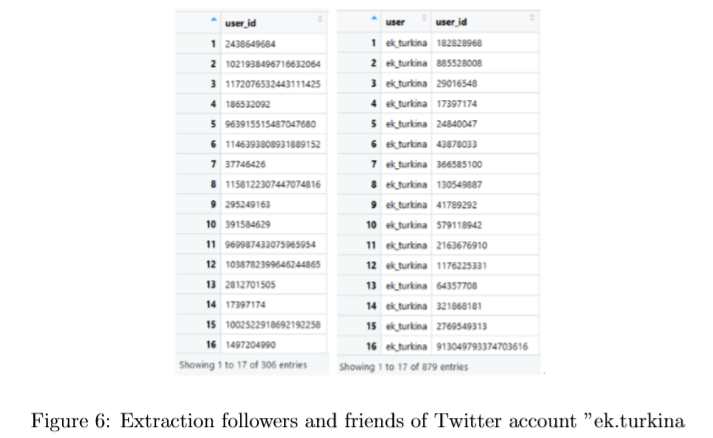 user_id
1 2438649684
2 1021938496716632064
3 1172076532443111425
4 186532092
5 963915515487047680
6 1146393808931889152
7 37746426
8 1158122307447074816
9 295249163
10 391584629
11 969987433075965954
12 1038782399646244865
13 2812701505
14 17397174
15 1002522918692192258
16 1497204990
Showing 1 to 17 of 306 entries
user user_id
1 ek_turkina 182828968
2 ek_turkina 885528008
3 ek_turkina 29016548
4 ek_turkina 17397174
5 ek_turkina 24840047
6 ek_turkina 43878033
7 ek_turkina 366585100
8 ek_turkina 130549887
9 ek_turkina 41789292
10 ek_turkina 579118942
11 ek_turkina 2163676910
12 ek_turkina 1176225331
13 ek_turkina 64357708
14 ek_turkina 321868181
15 ek_turkina 2769549313
16 ek_turkina 913049793374703616
Showing 1 to 17 of 879 entries
Figure 6: Extraction followers and friends of Twitter account "ek.turkina